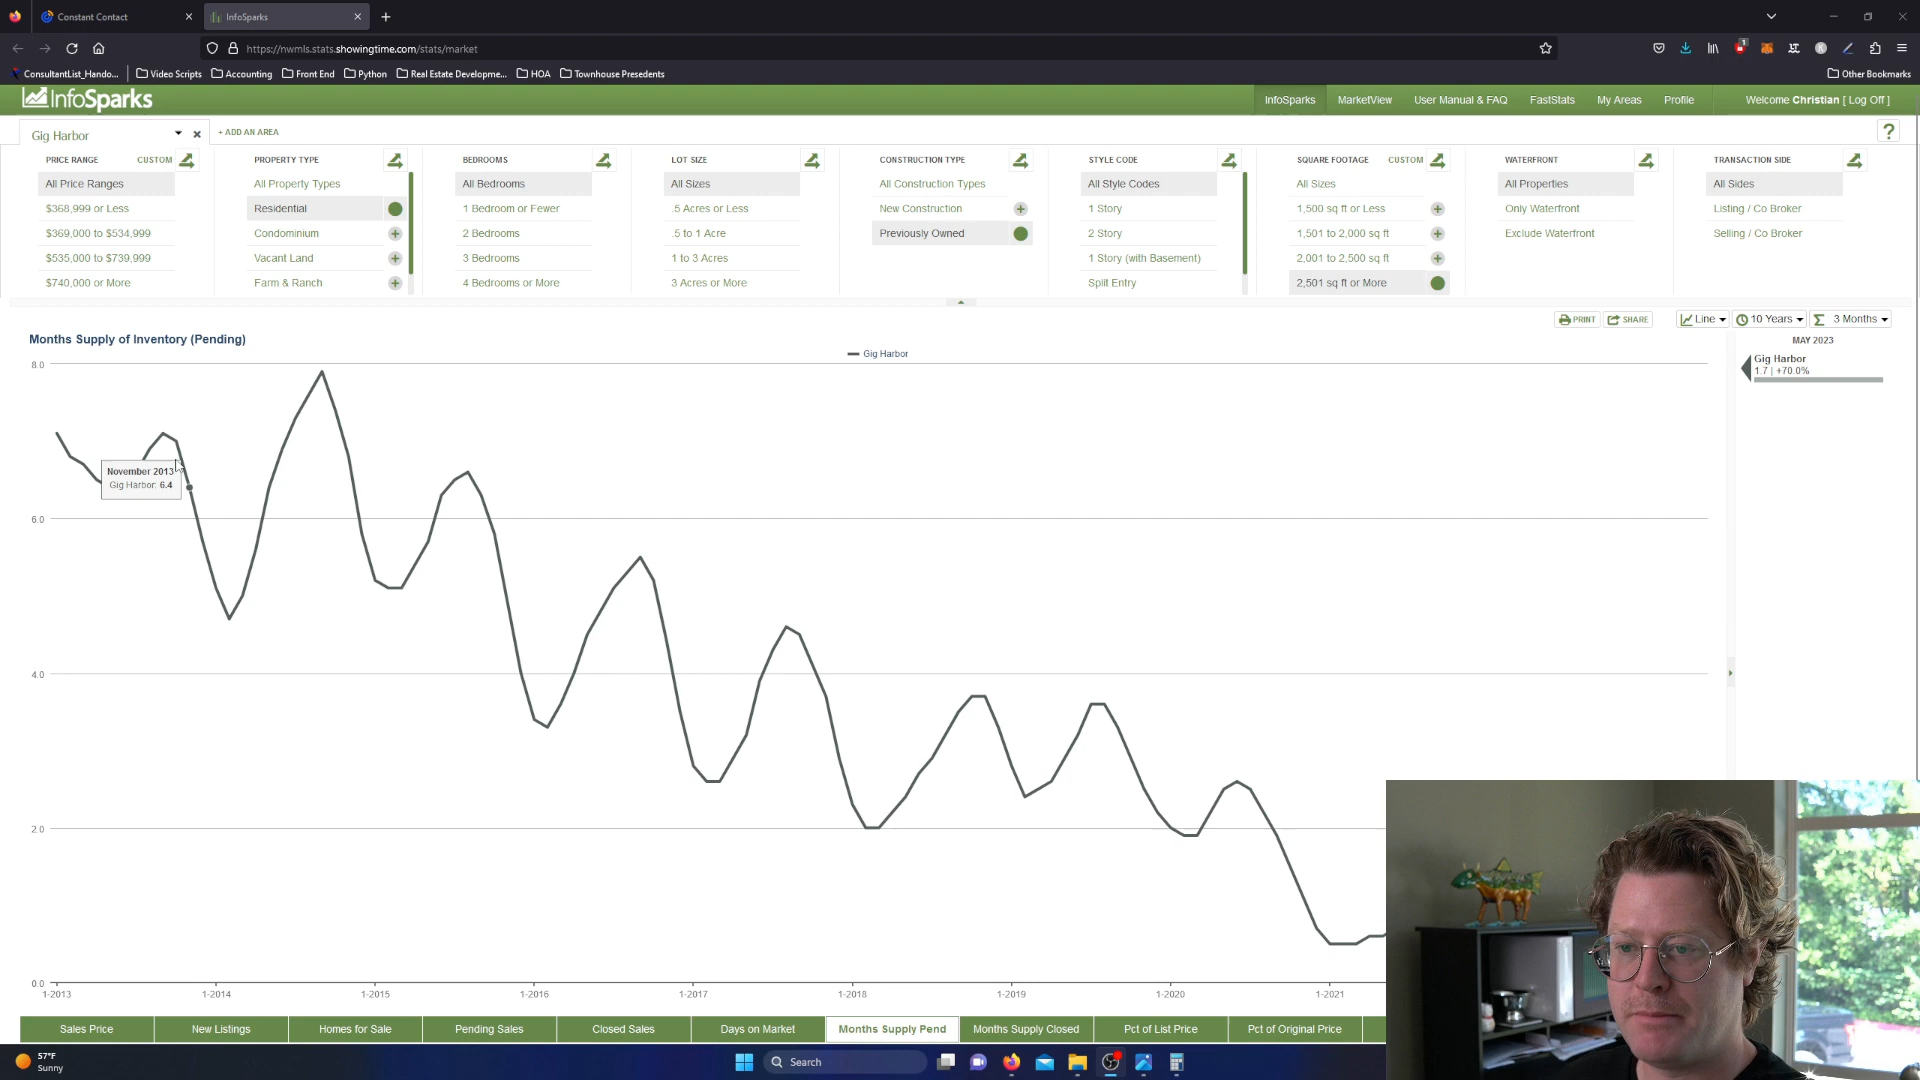 Constant Contact
InfoSparks
https://nwmls.stats.showingtime.com/stats/market
1
ConsultantList_Hando...
Video Scripts
Accounting
Front End
Python
Real Estate Developme...
HOA
Townhouse Presedents
Other Bookmarks
InfoSparks
InfoSparks
MarketView
User Manual & FAQ
FastStats
My Areas
Profile
Welcome Christian [ Log Off ]
Gig Harbor
+ ADD AN AREA
?
PRICE RANGE
CUSTOM
All Price Ranges
$368,999 or Less
$369,000 to $534,999
$535,000 to $739,999
$740,000 or More
PROPERTY TYPE
All Property Types
Residential
Condominium
Vacant Land
Farm & Ranch
BEDROOMS
All Bedrooms
1 Bedroom or Fewer
2 Bedrooms
3 Bedrooms
4 Bedrooms or More
LOT SIZE
All Sizes
.5 Acres or Less
.5 to 1 Acre
1 to 3 Acres
3 Acres or More
CONSTRUCTION TYPE
All Construction Types
New Construction
Previously Owned
STYLE CODE
All Style Codes
1 Story
2 Story
1 Story (with Basement)
Split Entry
SQUARE FOOTAGE
CUSTOM
All Sizes
1,500 sq ft or Less
1,501 to 2,000 sq ft
2,001 to 2,500 sq ft
2,501 sq ft or More
WATERFRONT
All Properties
Only Waterfront
Exclude Waterfront
TRANSACTION SIDE
All Sides
Listing / Co Broker
Selling / Co Broker
PRINT
SHARE
Line
10 Years
3 Months
Months Supply of Inventory (Pending)
Gig Harbor
MAY 2023
Gig Harbor
1.7 | +70.0%
8.0
6.0
4.0
2.0
0.0
November 2013
Gig Harbor: 6.4
1-2013
1-2014
1-2015
1-2016
1-2017
1-2018
1-2019
1-2020
1-2021
Sales Price
New Listings
Homes for Sale
Pending Sales
Closed Sales
Days on Market
Months Supply Pend
Months Supply Closed
Pct of List Price
Pct of Original Price
57°F
Sunny
Search